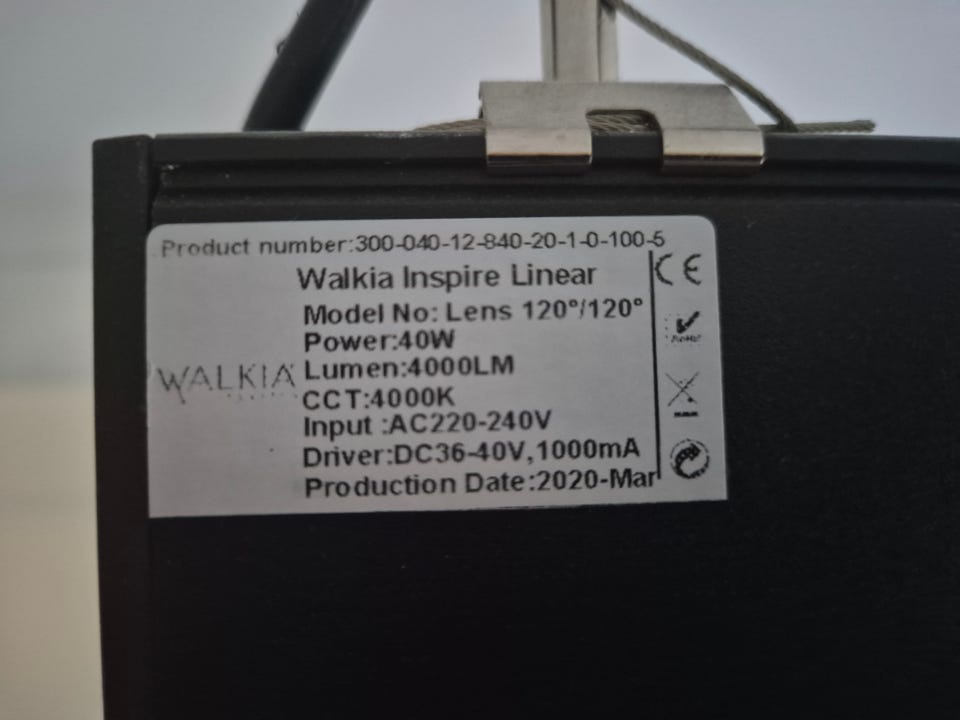 Product number:300-040-12-840-20-1-0-100-5
Walkia Inspire Linear
Model No: Lens 120°/120°
Power:40W
Lumen:4000LM
CCT:4000K
Input :AC220-240V
Driver:DC36-40V,1000mA
Production Date:2020-Mar
WALKIA
CE
RoHS